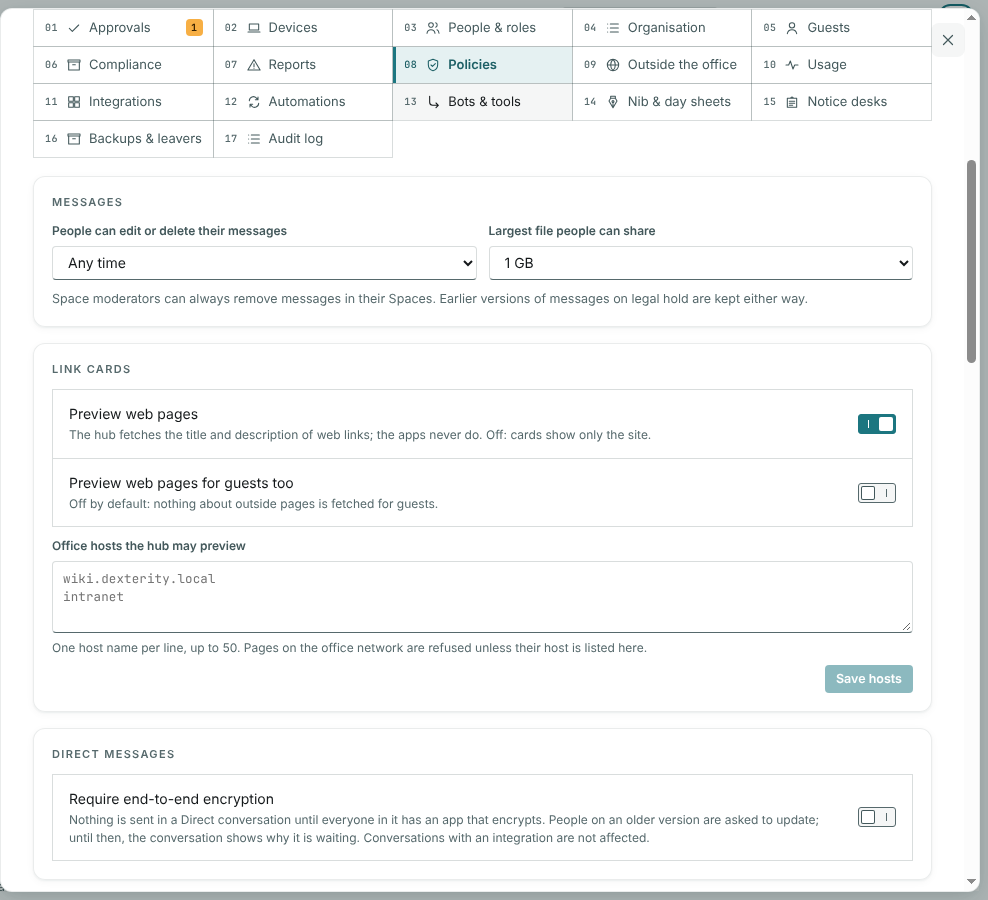 01 Approvals 1
02 Devices
03 People & roles
04 Organisation
05 Guests
06 Compliance
07 Reports
08 Policies
09 Outside the office
10 Usage
11 Integrations
12 Automations
13 Bots & tools
14 Nib & day sheets
15 Notice desks
16 Backups & leavers
17 Audit log
MESSAGES
People can edit or delete their messages
Any time
Largest file people can share
1 GB
Space moderators can always remove messages in their Spaces. Earlier versions of messages on legal hold are kept either way.
LINK CARDS
Preview web pages
The hub fetches the title and description of web links; the apps never do. Off: cards show only the site.
Preview web pages for guests too
Off by default: nothing about outside pages is fetched for guests.
Office hosts the hub may preview
wiki.dexterity.local
intranet
One host name per line, up to 50. Pages on the office network are refused unless their host is listed here.
Save hosts
DIRECT MESSAGES
Require end-to-end encryption
Nothing is sent in a Direct conversation until everyone in it has an app that encrypts. People on an older version are asked to update;
until then, the conversation shows why it is waiting. Conversations with an integration are not affected.